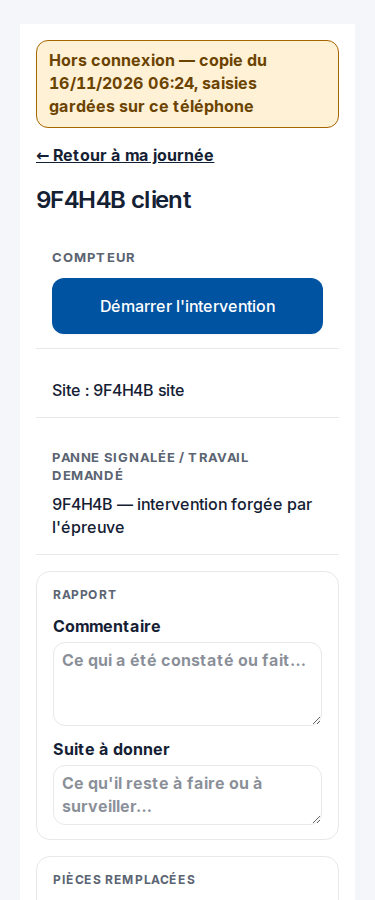 Hors connexion — copie du
16/11/2026 06:24, saisies
gardées sur ce téléphone
← Retour à ma journée
9F4H4B client
COMPTEUR
Démarrer l'intervention
Site : 9F4H4B site
PANNE SIGNALÉE / TRAVAIL
DEMANDÉ
9F4H4B — intervention forgée par
l'épreuve
RAPPORT
Commentaire
Ce qui a été constaté ou fait…
Suite à donner
Ce qu'il reste à faire ou à
surveiller…
PIÈCES REMPLACÉES